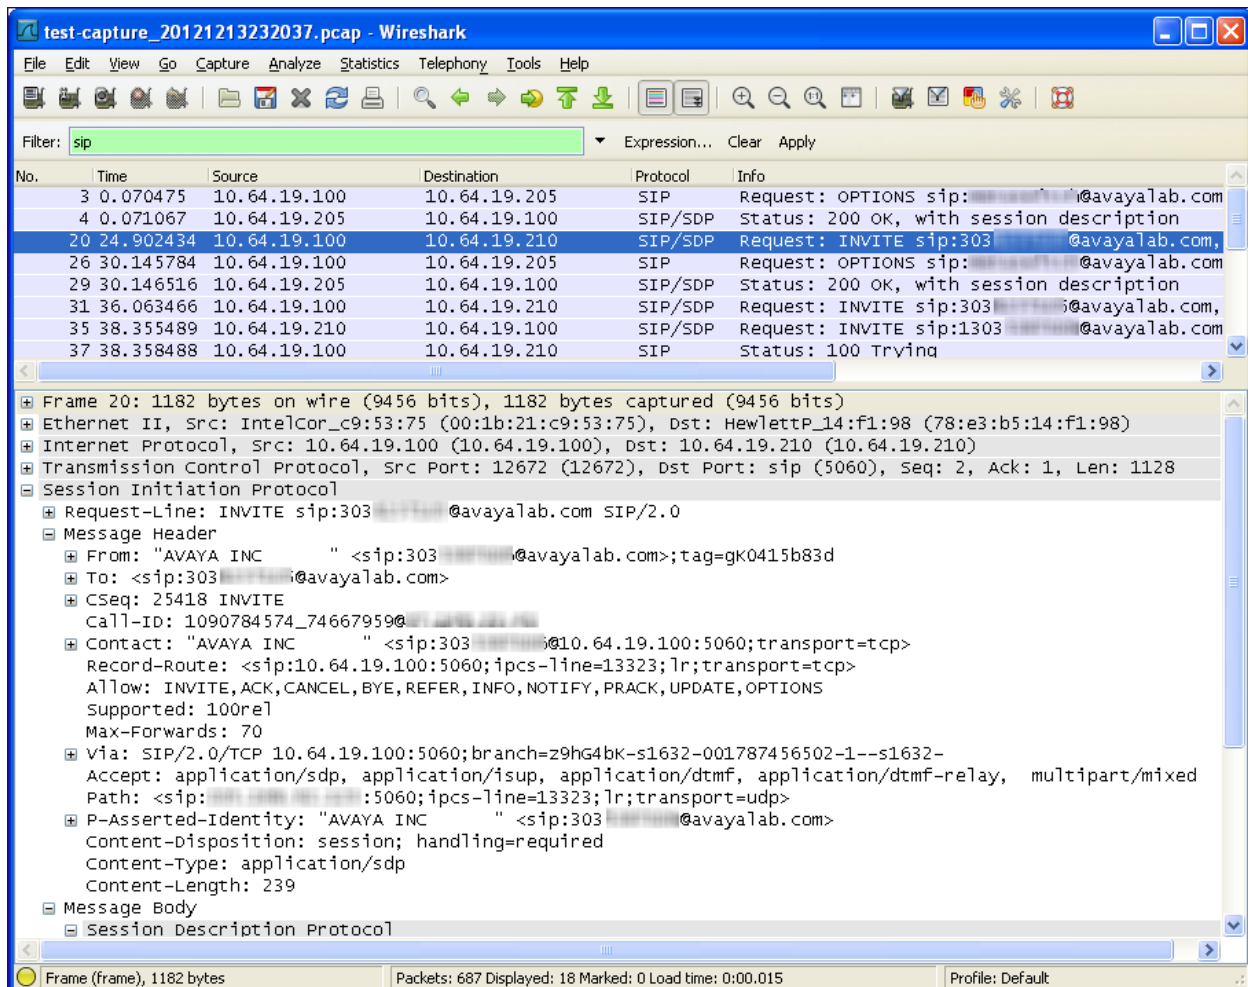 test-capture_20121213232037.pcap - Wireshark
File Edit View Go Capture Analyze Statistics Telephony Tools Help
Filter: sip Expression... Clear Apply
No. Time Source Destination Protocol Info
3 0.070475 10.64.19.100 10.64.19.205 SIP Request: OPTIONS sip: @avayalab.com
4 0.071067 10.64.19.205 10.64.19.100 SIP/SDP Status: 200 OK, with session description
20 24.902434 10.64.19.100 10.64.19.210 SIP/SDP Request: INVITE sip:303 @avayalab.com,
26 30.145784 10.64.19.100 10.64.19.205 SIP Request: OPTIONS sip: @avayalab.com
29 30.146516 10.64.19.205 10.64.19.100 SIP/SDP Status: 200 OK, with session description
31 36.063466 10.64.19.100 10.64.19.210 SIP/SDP Request: INVITE sip:303 @avayalab.com,
35 38.355489 10.64.19.210 10.64.19.100 SIP/SDP Request: INVITE sip:1303 @avayalab.com
37 38.358488 10.64.19.100 10.64.19.210 SIP Status: 100 Trying
Frame 20: 1182 bytes on wire (9456 bits), 1182 bytes captured (9456 bits)
Ethernet II, Src: IntelCor_c9:53:75 (00:1b:21:c9:53:75), Dst: HewlettP_14:f1:98 (78:e3:b5:14:f1:98)
Internet Protocol, Src: 10.64.19.100 (10.64.19.100), Dst: 10.64.19.210 (10.64.19.210)
Transmission Control Protocol, Src Port: 12672 (12672), Dst Port: sip (5060), Seq: 2, Ack: 1, Len: 1128
Session Initiation Protocol
Request-Line: INVITE sip:303 @avayalab.com SIP/2.0
Message Header
From: "AVAYA INC " <sip:303 @avayalab.com>;tag=gK0415b83d
To: <sip:303 @avayalab.com>
CSeq: 25418 INVITE
Call-ID: 1090784574_74667959@
Contact: "AVAYA INC " <sip:303 @10.64.19.100:5060;transport=tcp>
Record-Route: <sip:10.64.19.100:5060;ipcs-line=13323;lr;transport=tcp>
Allow: INVITE,ACK,CANCEL,BYE,REFER,INFO,NOTIFY,PRACK,UPDATE,OPTIONS
Supported: 100rel
Max-Forwards: 70
Via: SIP/2.0/TCP 10.64.19.100:5060;branch=z9hG4bK-s1632-001787456502-1--s1632-
Accept: application/sdp, application/isup, application/dtmf, application/dtmf-relay, multipart/mixed
Path: <sip: :5060;ipcs-line=13323;lr;transport=udp>
P-Asserted-Identity: "AVAYA INC " <sip:303 @avayalab.com>
Content-Disposition: session; handling=required
Content-Type: application/sdp
Content-Length: 239
Message Body
Session Description Protocol
Frame (frame), 1182 bytes Packets: 687 Displayed: 18 Marked: 0 Load time: 0:00.015 Profile: Default